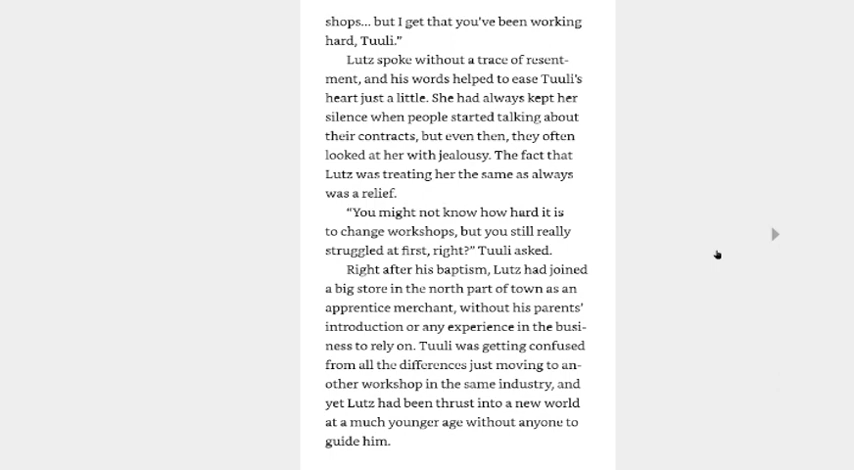 shops... but I get that you've been working
hard, Tuuli."
Lutz spoke without a trace of resent-
ment, and his words helped to ease Tuuli's
heart just a little. She had always kept her
silence when people started talking about
their contracts, but even then, they often
looked at her with jealousy. The fact that
Lutz was treating her the same as always
was a relief.
"You might not know how hard it is
to change workshops, but you still really
struggled at first, right?" Tuuli asked.
Right after his baptism, Lutz had joined
a big store in the north part of town as an
apprentice merchant, without his parents'
introduction or any experience in the busi-
ness to rely on. Tuuli was getting confused
from all the differences just moving to an-
other workshop in the same industry, and
yet Lutz had been thrust into a new world
at a much younger age without anyone to
guide him.